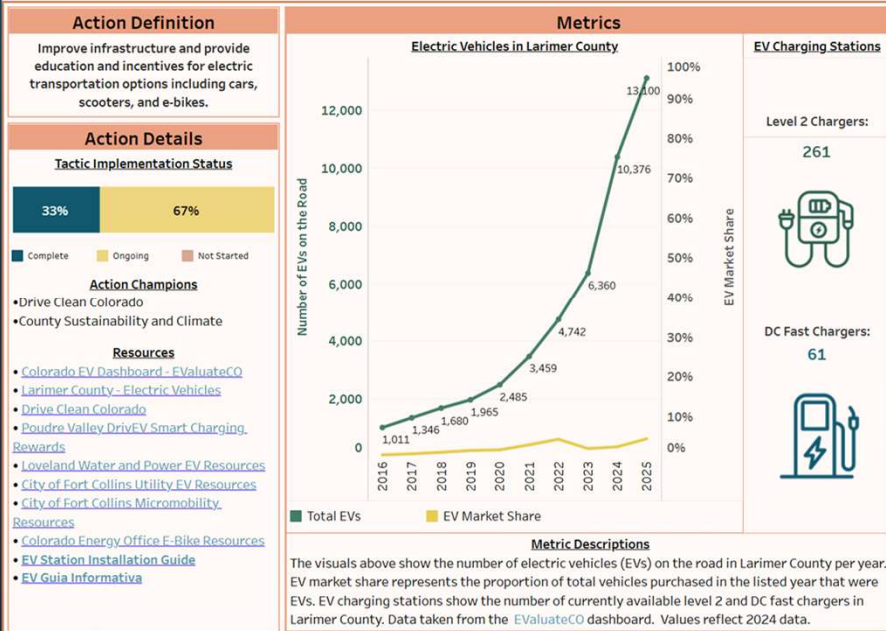 Action Definition
Improve infrastructure and provide
education and incentives for electric
transportation options including cars,
scooters, and e-bikes.
Action Details
Tactic Implementation Status
33%
67%
Complete
Ongoing
Not Started
Action Champions
•Drive Clean Colorado
•County Sustainability and Climate
Resources
• Colorado EV Dashboard - EValuateCO
• Larimer County - Electric Vehicles
• Drive Clean Colorado
• Poudre Valley DrivEV Smart Charging
Rewards
• Loveland Water and Power EV Resources
• City of Fort Collins Utility EV Resources
• City of Fort Collins Micromobility
Resources
• Colorado Energy Office E-Bike Resources
• EV Station Installation Guide
• EV Guia Informativa
Metrics
Electric Vehicles in Larimer County
Number of EVs on the Road
12,000
10,000
8,000
6,000
4,000
2,000
0
1,011
1,346
1,680
1,965
2,485
3,459
4,742
6,360
10,376
13,100
100%
90%
80%
70%
60%
50%
40%
30%
20%
10%
0%
EV Market Share
2016
2017
2018
2019
2020
2021
2022
2023
2024
2025
Total EVs
EV Market Share
EV Charging Stations
Level 2 Chargers:
261
DC Fast Chargers:
61
Metric Descriptions
The visuals above show the number of electric vehicles (EVs) on the road in Larimer County per year.
EV market share represents the proportion of total vehicles purchased in the listed year that were
EVs. EV charging stations show the number of currently available level 2 and DC fast chargers in
Larimer County. Data taken from the EValuateCO dashboard. Values reflect 2024 data.